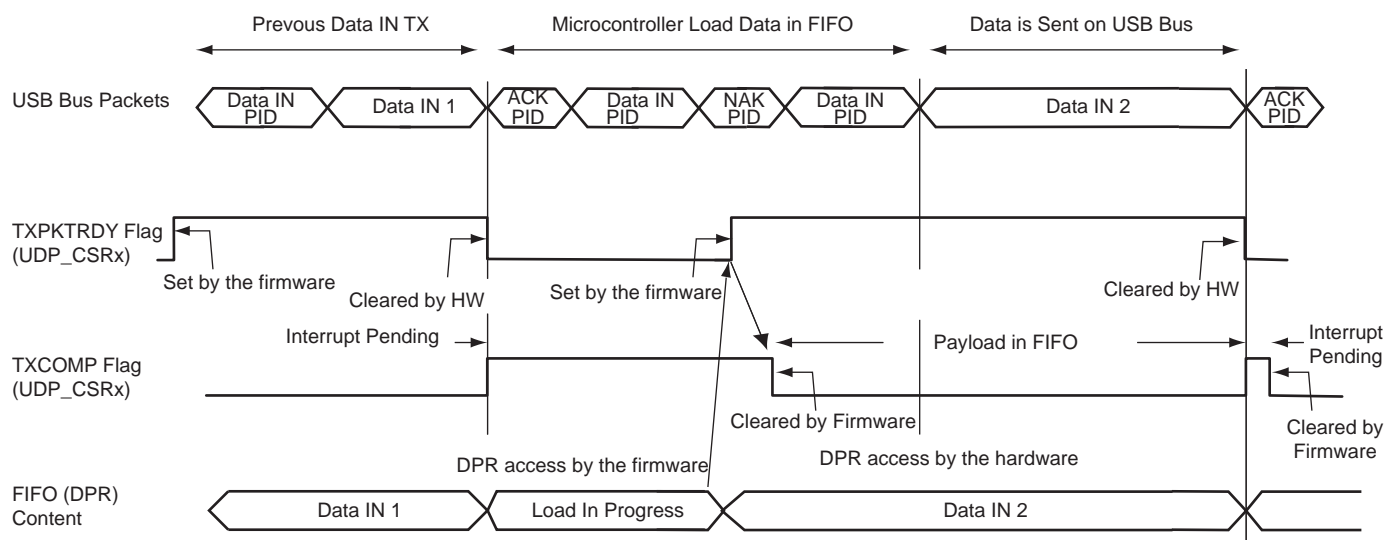 Prevous Data IN TX
Microcontroller Load Data in FIFO
Data is Sent on USB Bus
USB Bus Packets
Data IN
PID
Data IN 1
ACK
PID
Data IN
PID
NAK
PID
Data IN
PID
Data IN 2
ACK
PID
TXPKTRDY Flag
(UDP_CSRx)
Set by the firmware
Cleared by HW
Set by the firmware
Cleared by HW
Interrupt Pending
Payload in FIFO
Interrupt
Pending
TXCOMP Flag
(UDP_CSRx)
Cleared by Firmware
Cleared by
Firmware
DPR access by the firmware
DPR access by the hardware
FIFO (DPR)
Content
Data IN 1
Load In Progress
Data IN 2